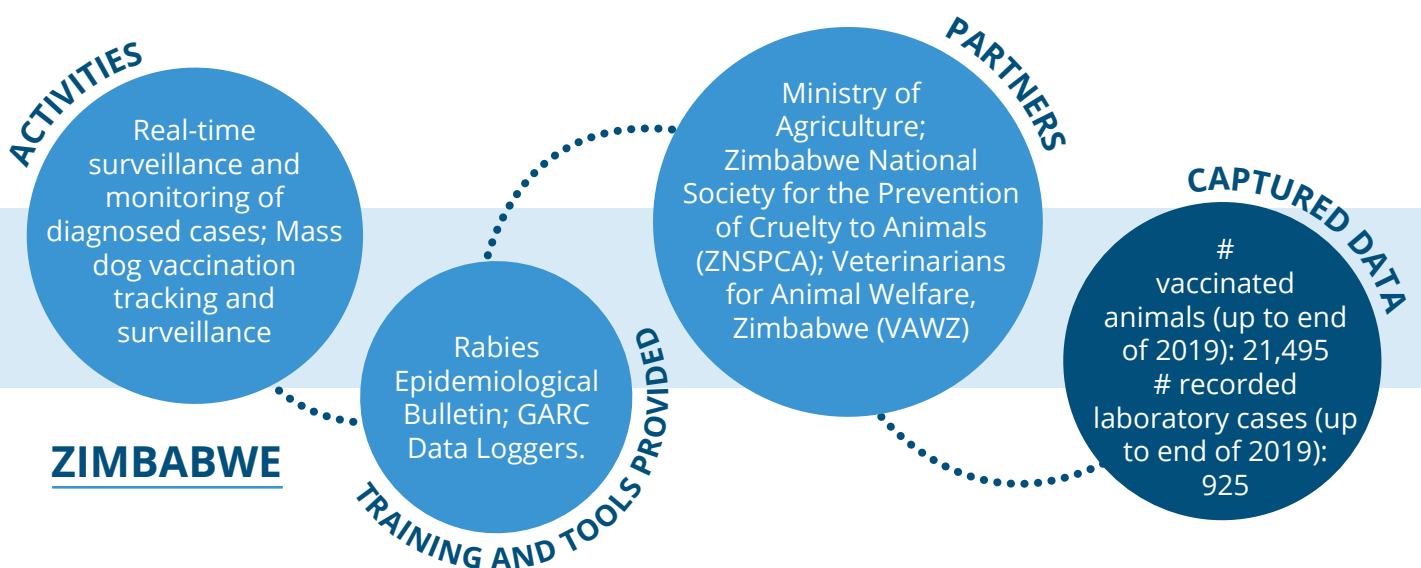 ACTIVITIES
Real-time
surveillance and
monitoring of
diagnosed cases; Mass
dog vaccination
tracking and
surveillance
ZIMBABWE
Rabies
Epidemiological
Bulletin; GARC
Data Loggers.
TRAINING AND TOOLS PROVIDED
PARTNERS
Ministry of
Agriculture;
Zimbabwe National
Society for the Prevention
of Cruelty to Animals
(ZNSPCA); Veterinarians
for Animal Welfare,
Zimbabwe (VAWZ)
CAPTURED DATA
#
vaccinated
animals (up to end
of 2019): 21,495
# recorded
laboratory cases (up
to end of 2019):
925